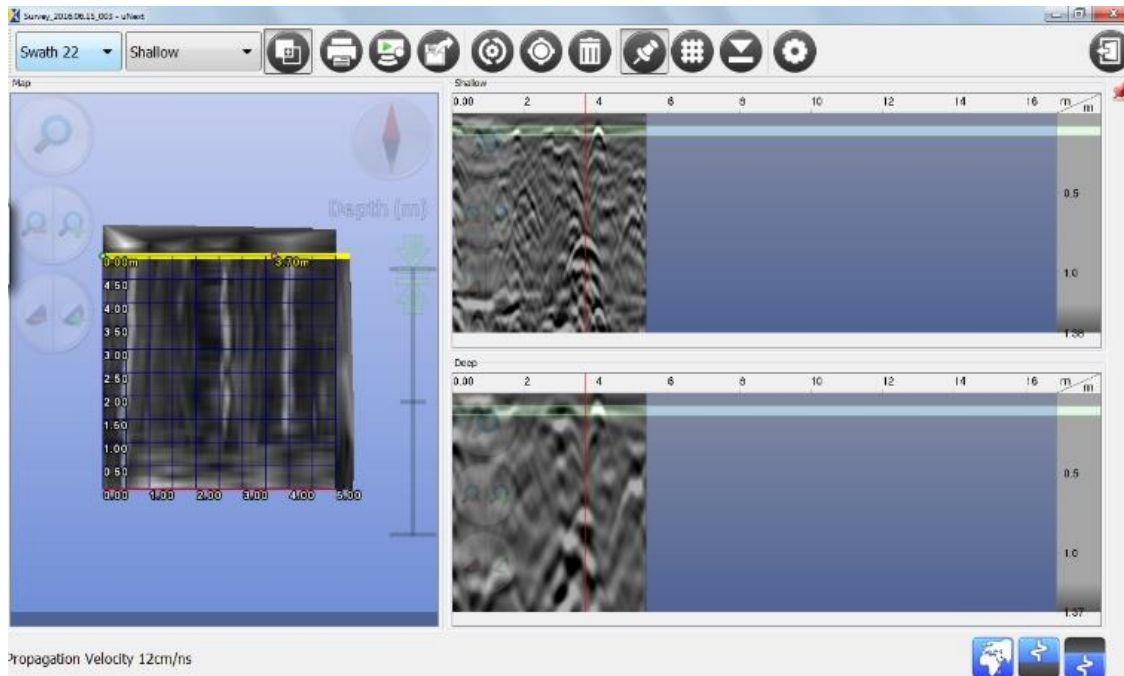 Survey_2016.06.15_003 - uNext
Swath 22
Shallow
Map
Depth (m)
0.00m
3.70m
4.50
4.00
3.50
3.00
2.50
2.00
1.50
1.00
0.50
0.00 1.00 2.00 3.00 4.00 5.00
Shallow
0.00 2 4 6 8 10 12 14 16 m
m
0.5
1.0
1.38
Deep
0.00 2 4 6 8 10 12 14 16 m
m
0.5
1.0
1.37
Propagation Velocity 12cm/ns